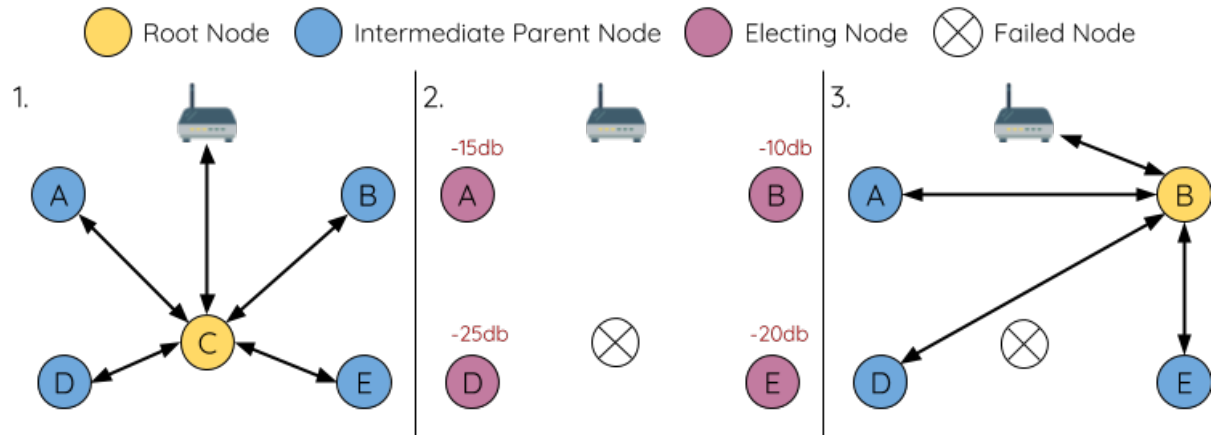 Root Node Intermediate Parent Node Electing Node Failed Node
1.
A B
C
D E
2.
-15db -10db
A B
-25db -20db
D E
3.
A B
D E